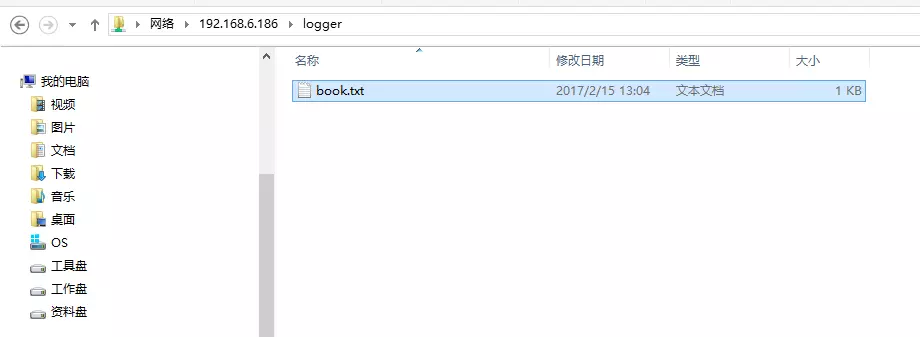 网络 192.168.6.186 logger
名称 修改日期 类型 大小
book.txt 2017/2/15 13:04 文本文档 1 KB
我的电脑
视频
图片
文档
下载
音乐
桌面
OS
工具盘
工作盘
资料盘